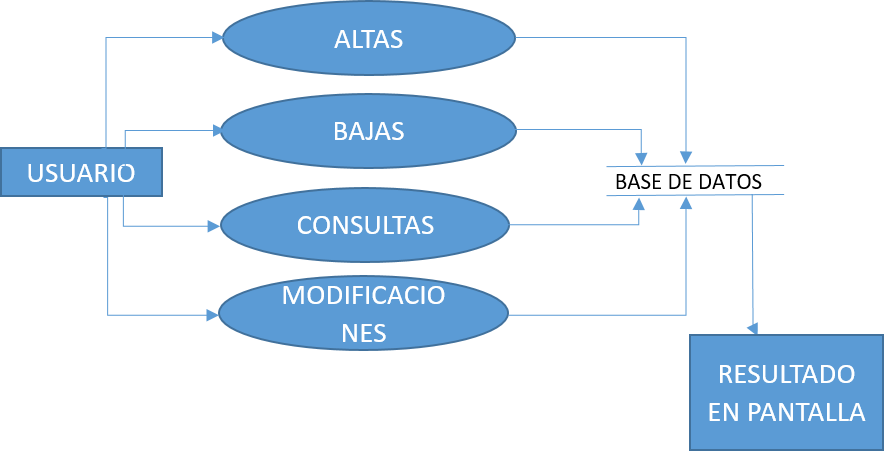 ALTAS
BAJAS
USUARIO
BASE DE DATOS
CONSULTAS
MODIFICACIO
NES
RESULTADO
EN PANTALLA